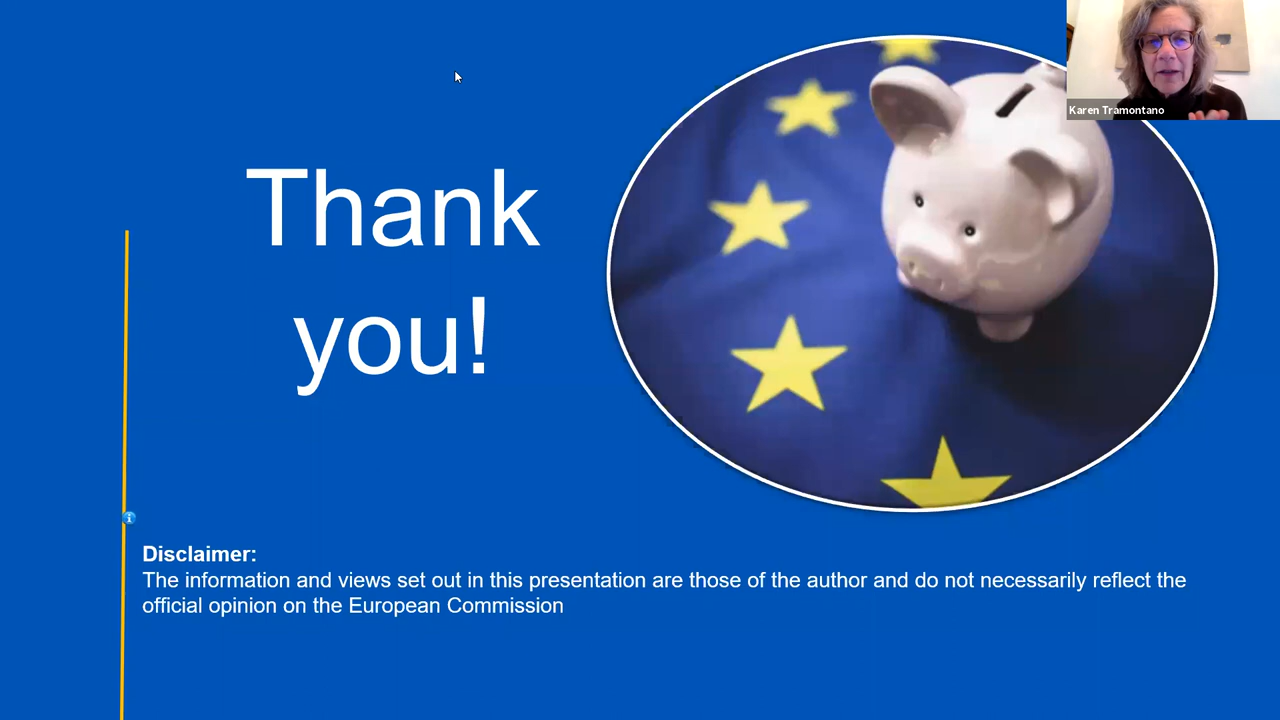 Karen Tramontano
Thank
you!
Disclaimer:
The information and views set out in this presentation are those of the author and do not necessarily reflect the
official opinion on the European Commission